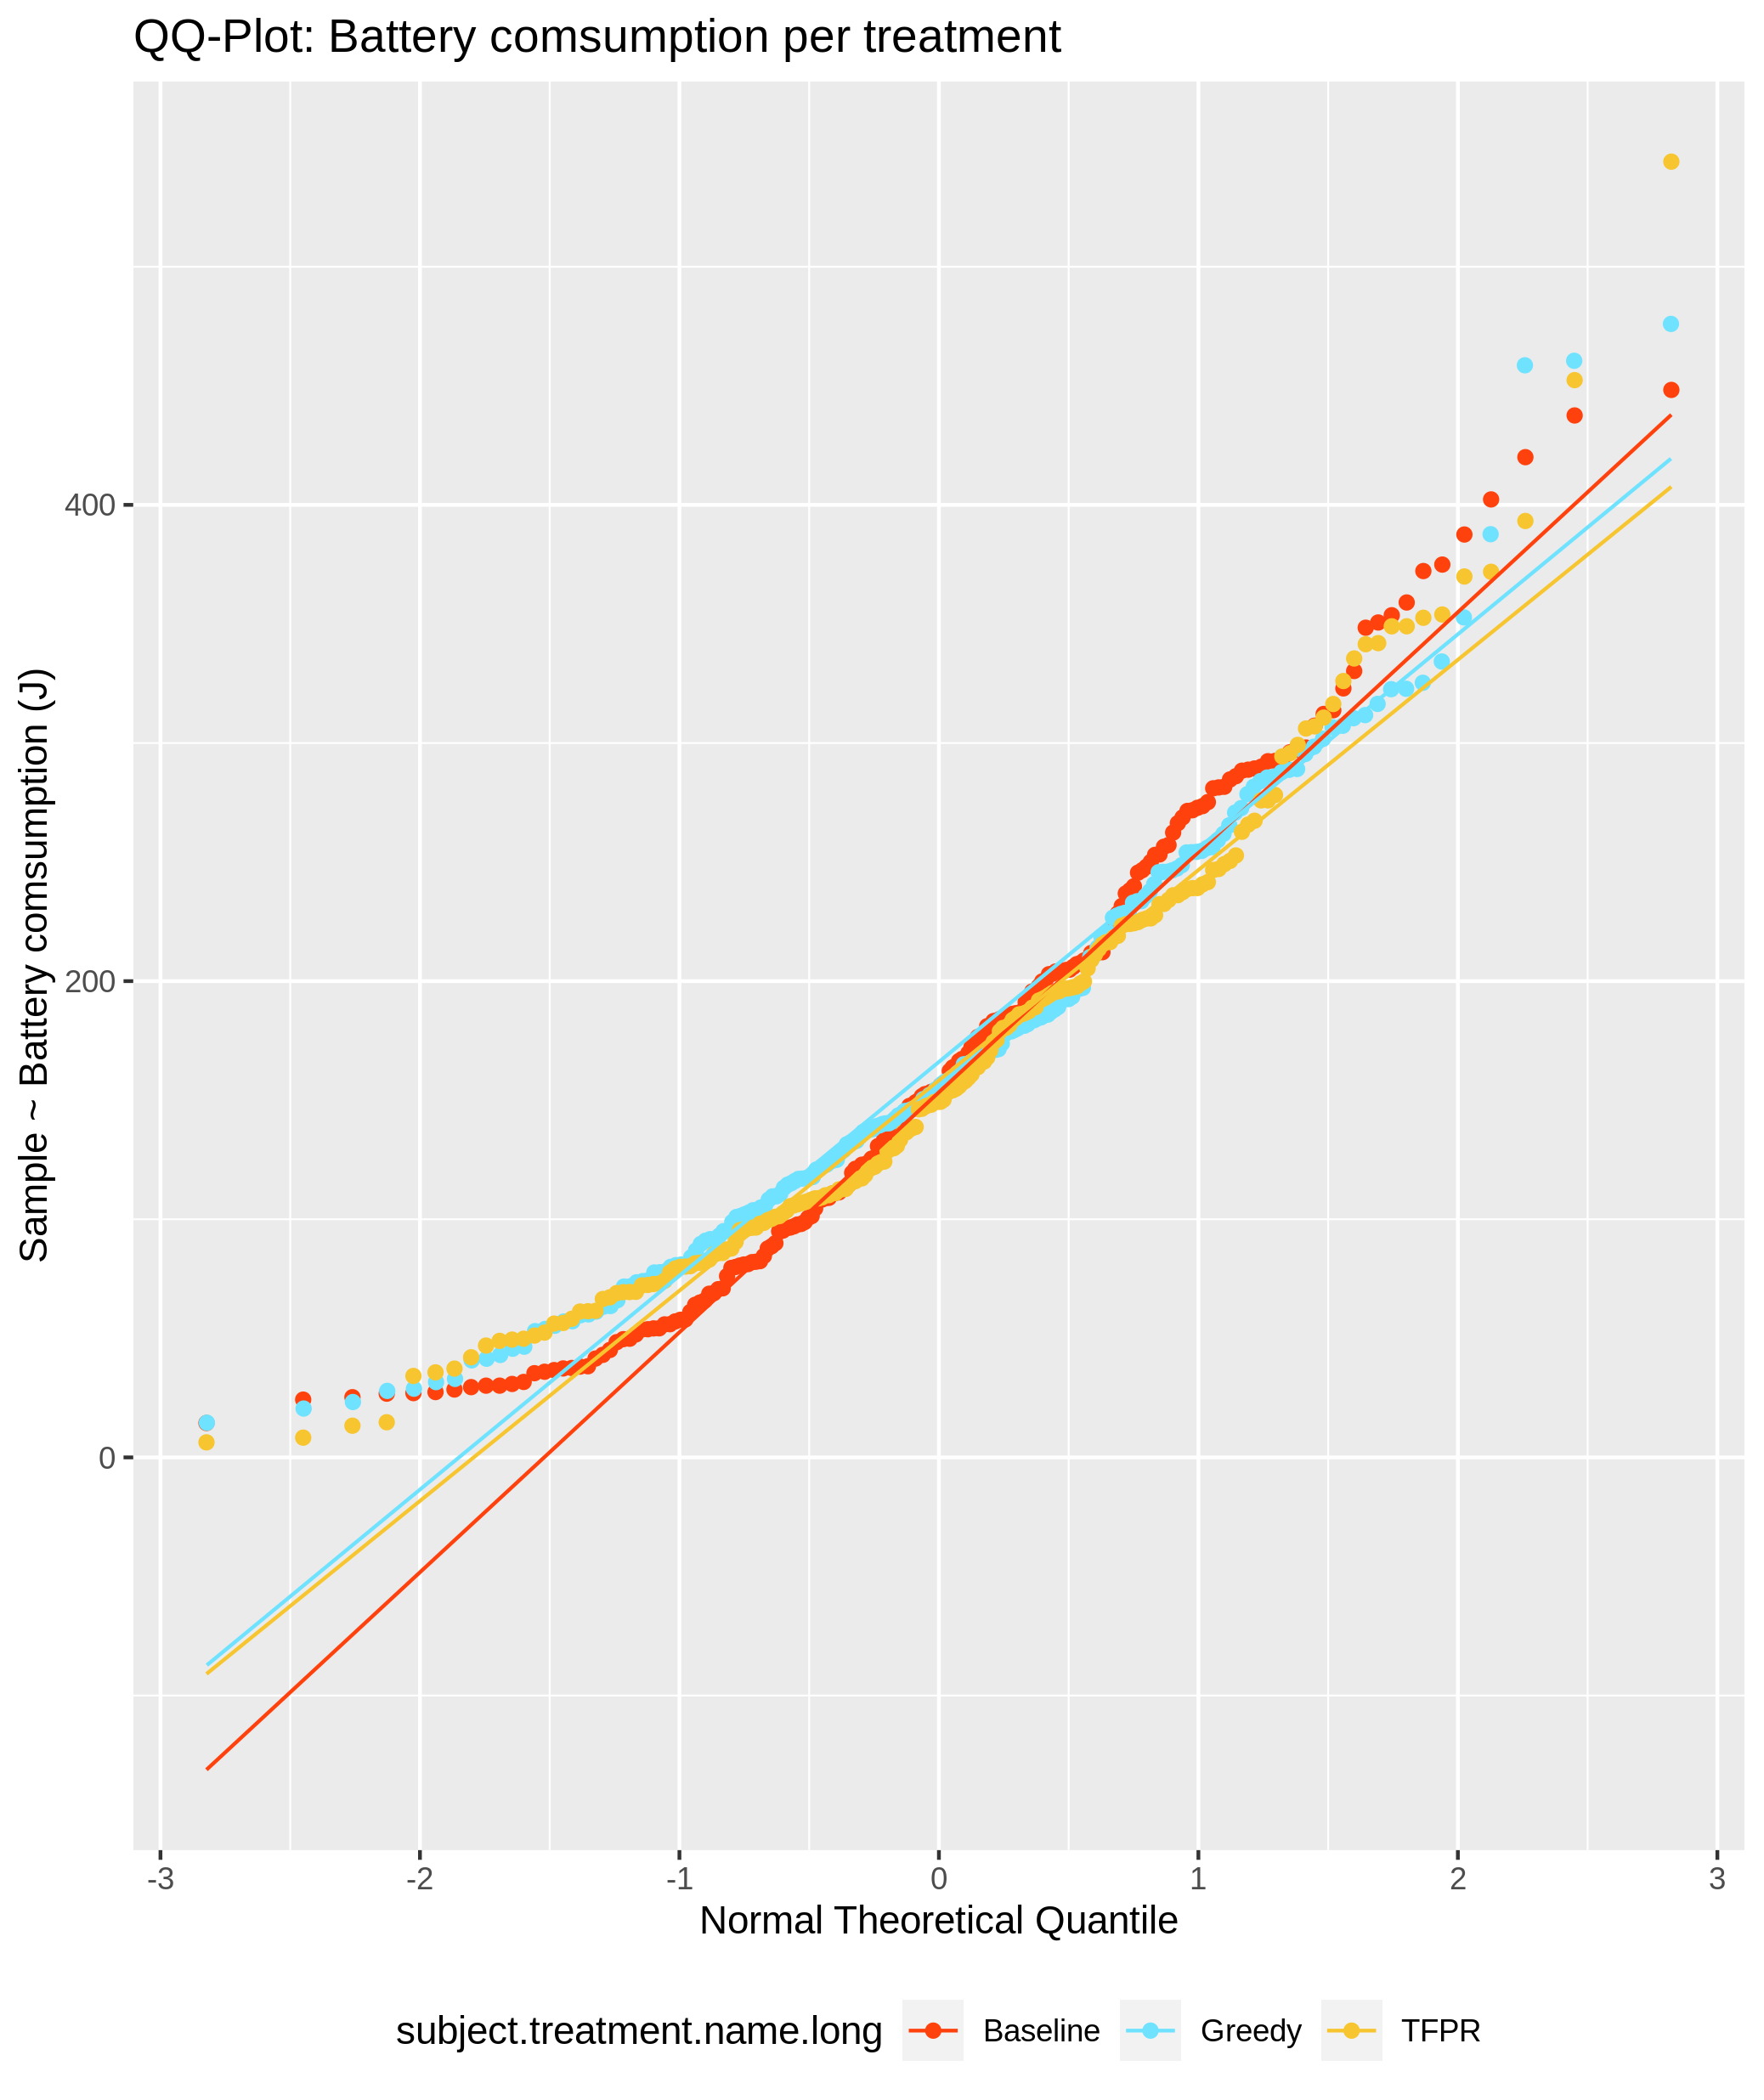 QQ-Plot: Battery comsumption per treatment
Sample ~ Battery comsumption (J)
400
200
0
-3 -2 -1 0 1 2 3
Normal Theoretical Quantile
subject.treatment.name.long Baseline Greedy TFPR